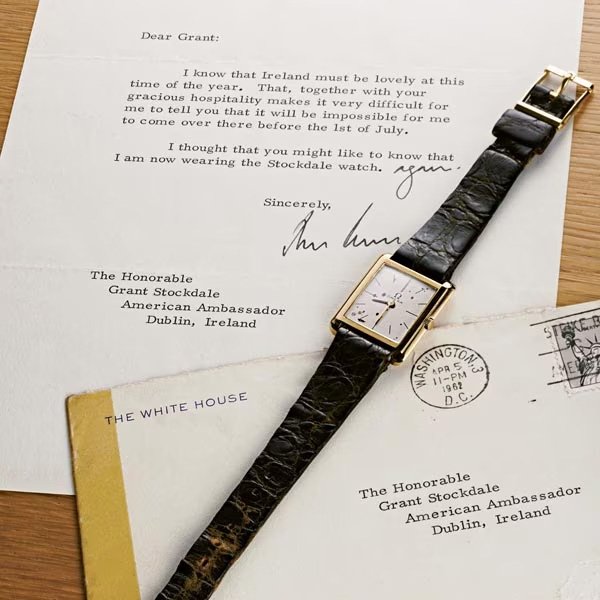 Dear Grant:
I know that Ireland must be lovely at this
time of the year. That, together with your
gracious hospitality makes it very difficult for
me to tell you that it will be impossible for me
to come over there before the 1st of July.
I thought that you might like to know that
I am now wearing the Stockdale watch. again.
Sincerely,
The Honorable
Grant Stockdale
American Ambassador
Dublin, Ireland
THE WHITE HOUSE
WASHINGTON, 3
APR 5
11-PM
1962
D.C.
The Honorable
Grant Stockdale
American Ambassador
Dublin, Ireland